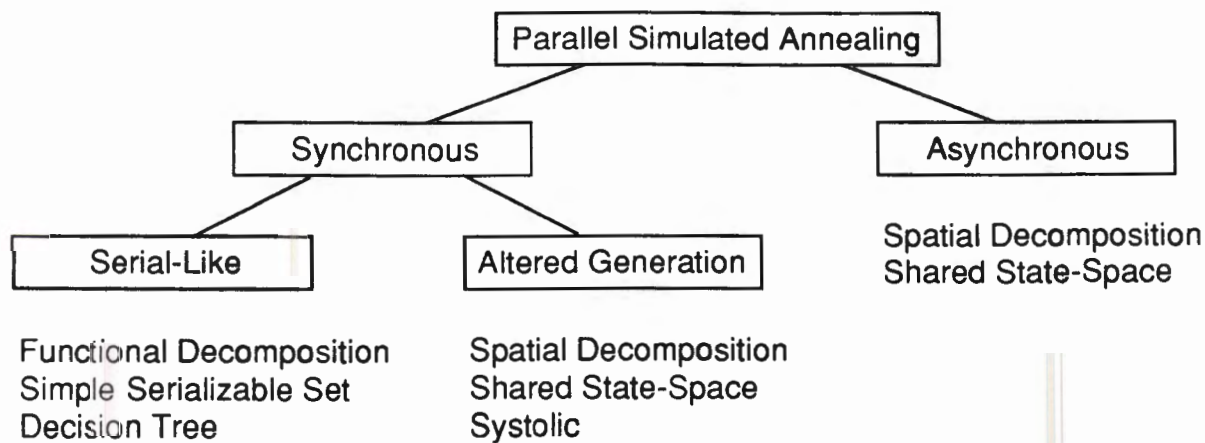 Parallel Simulated Annealing
Synchronous
Asynchronous
Serial-Like
Altered Generation
Spatial Decomposition
Shared State-Space
Functional Decomposition
Simple Serializable Set
Decision Tree
Spatial Decomposition
Shared State-Space
Systolic